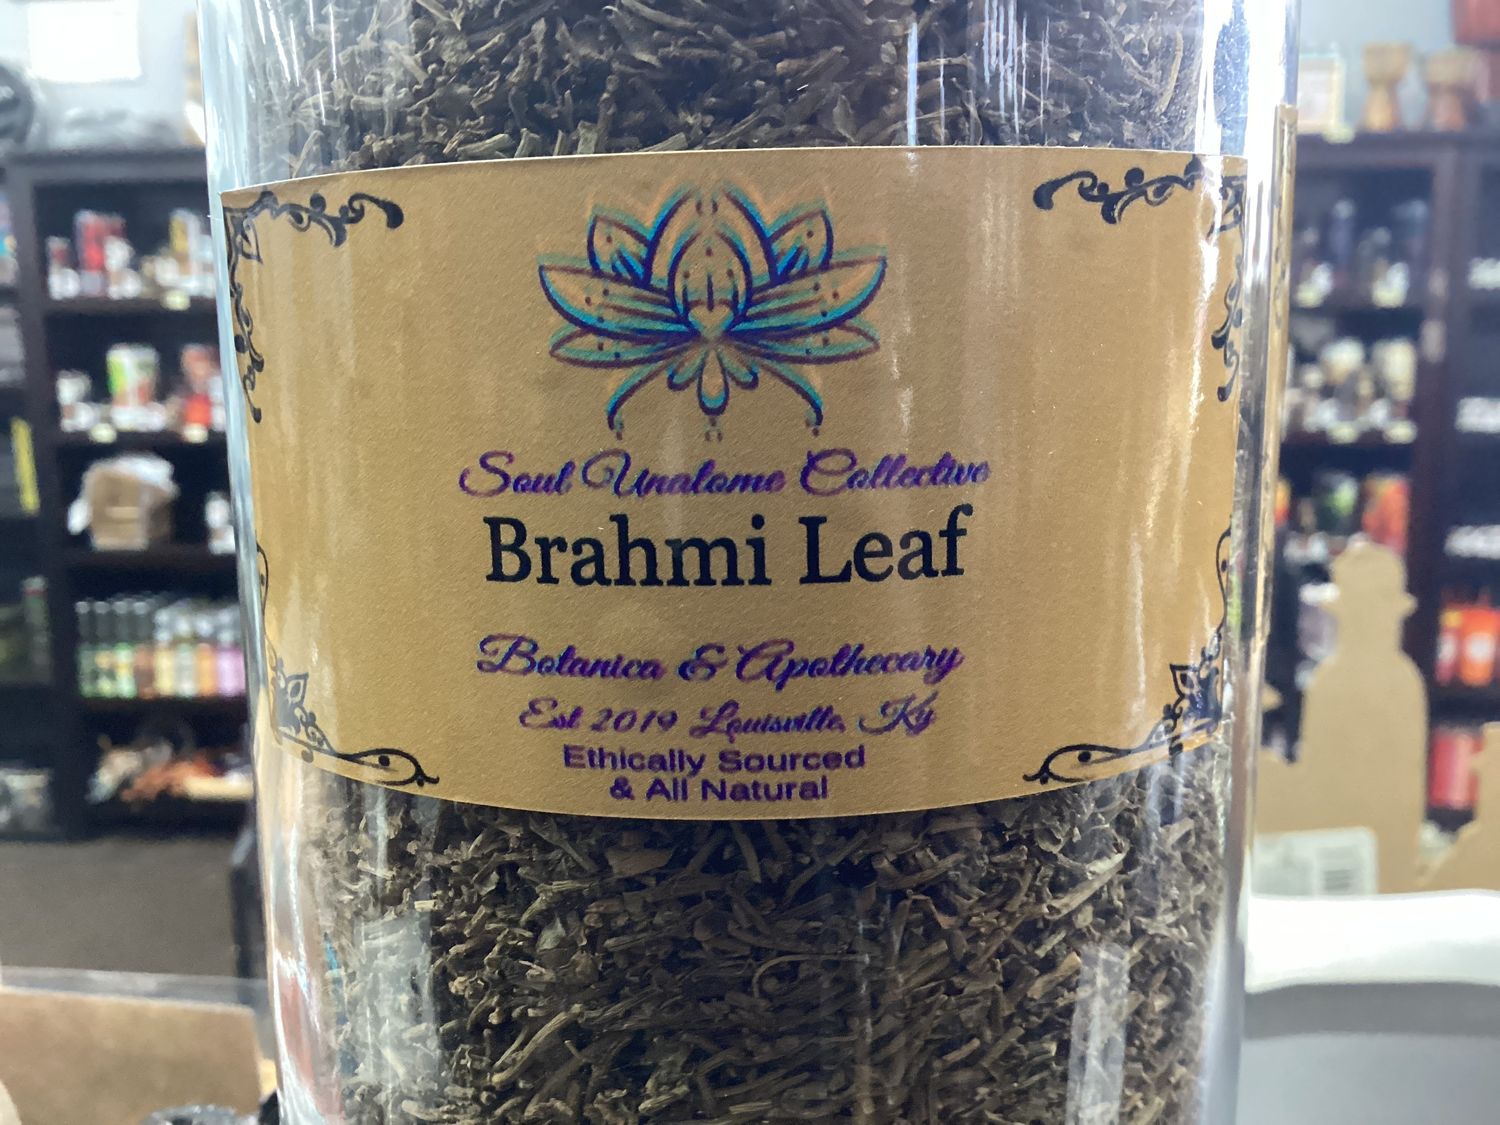 Soul Unalome Collective
Brahmi Leaf
Botanica & Apothecary
Est 2019 Louisville, Ky
Ethically Sourced
& All Natural